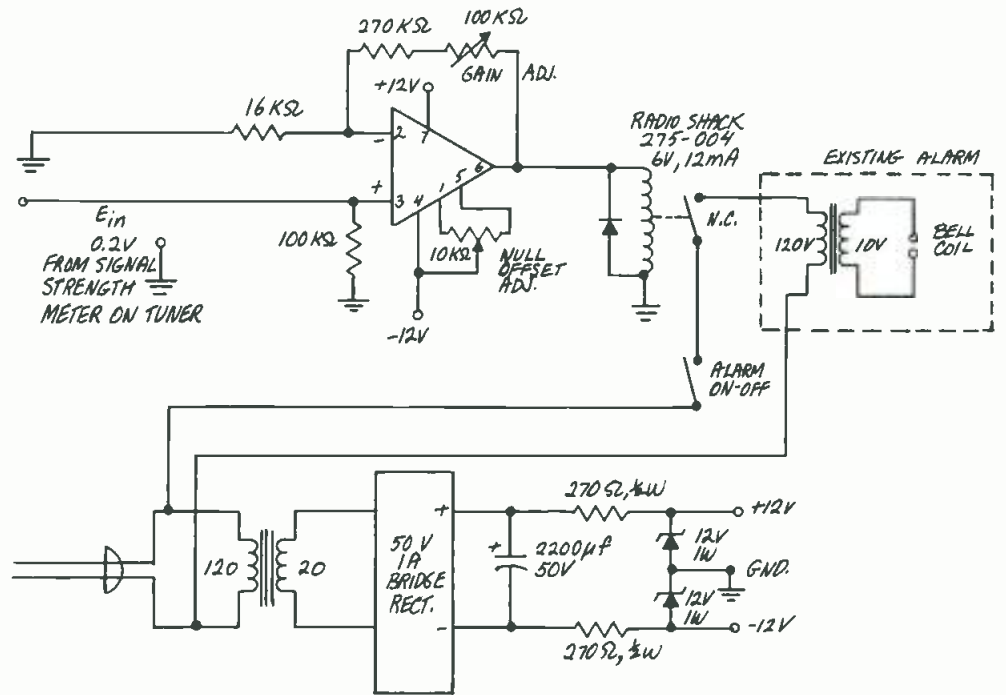 270 KΩ
100 KΩ
GAIN ADJ.
+12V
16 KΩ
2
-
7
+
3
4
1
5
6
Ein
0.2V
FROM SIGNAL
STRENGTH
METER ON TUNER
100 KΩ
10KΩ
NULL
OFFSET
ADJ.
-12V
RADIO SHACK
275-004
6V, 12mA
N.C.
EXISTING ALARM
120V
10V
BELL
COIL
ALARM
ON-OFF
120
20
50 V
1A
BRIDGE
RECT.
+
-
+
2200µf
50V
270 Ω, ½W
270 Ω, ½W
12V
1W
12V
1W
+12V
GND.
-12V